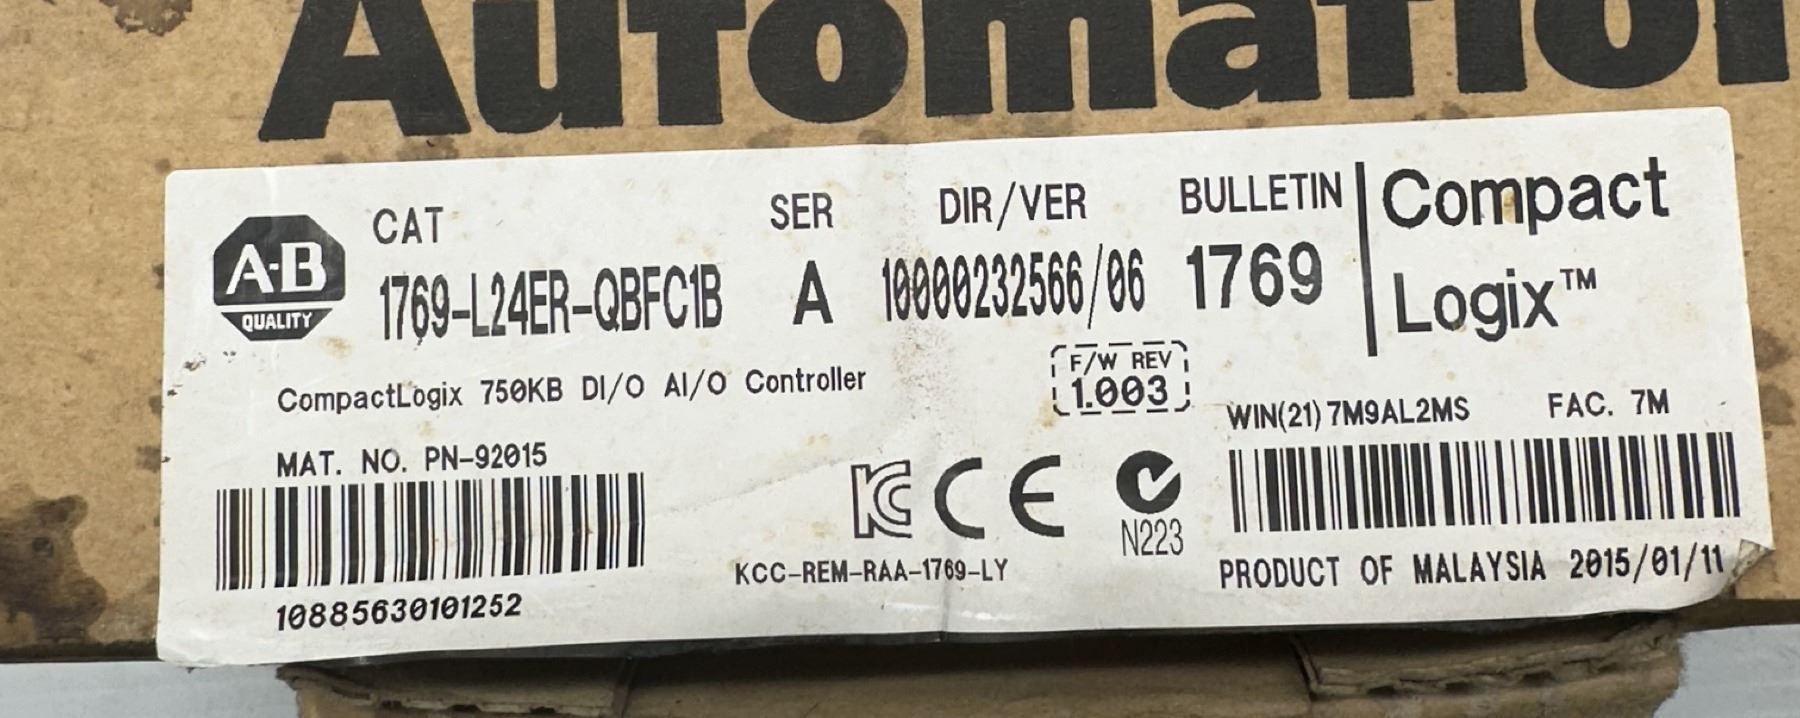 Automation
A-B
QUALITY
CAT
1769-L24ER-QBFC1B
SER
A
DIR/VER
10000232566/06
BULLETIN
1769
Compact
Logix™
CompactLogix 750KB DI/O AI/O Controller
F/W REV
1.003
WIN(21) 7M9AL2MS FAC. 7M
MAT. NO. PN-92015
10885630101252
KC CE
N223
KCC-REM-RAA-1769-LY
PRODUCT OF MALAYSIA 2015/01/11